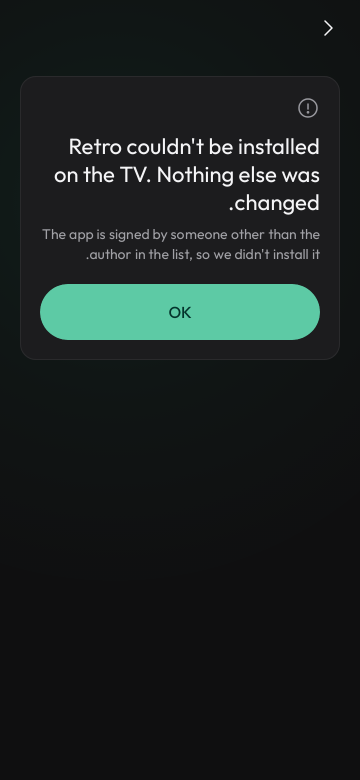 Retro couldn't be installed
on the TV. Nothing else was
.changed
The app is signed by someone other than the
.author in the list, so we didn't install it
OK